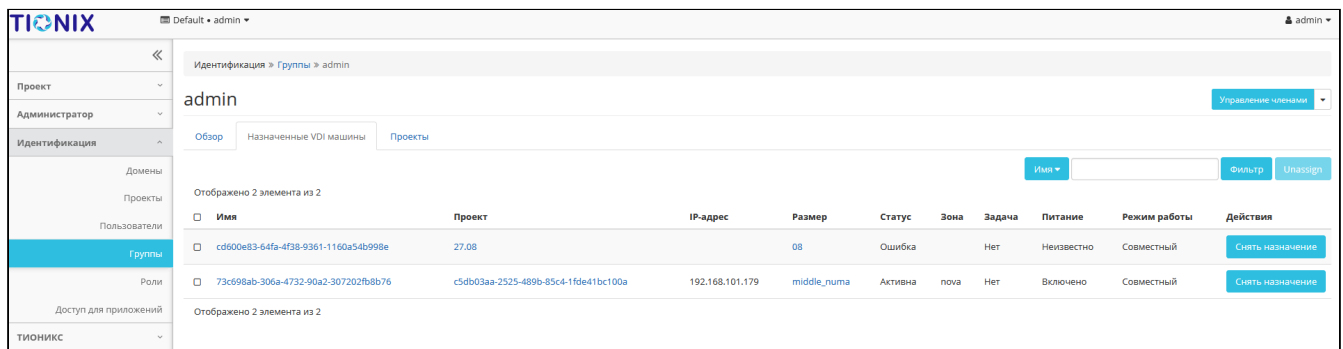 TIONIX
Default • admin
admin
Идентификация » Группы » admin
Проект
Администратор
Идентификация
Домены
Проекты
Пользователи
Группы
Роли
Доступ для приложений
ТИОНИКС
admin
Управление членами
Обзор Назначенные VDI машины Проекты
Имя Фильтр Unassign
Отображено 2 элемента из 2
Имя Проект IP-адрес Размер Статус Зона Задача Питание Режим работы Действия
cd600e83-64fa-4f38-9361-1160a54b998e 27.08 08 Ошибка Нет Неизвестно Совместный Снять назначение
73c698ab-306a-4732-90a2-307202fb8b76 c5db03aa-2525-489b-85c4-1fde41bc100a 192.168.101.179 middle_numa Активна nova Нет Включено Совместный Снять назначение
Отображено 2 элемента из 2